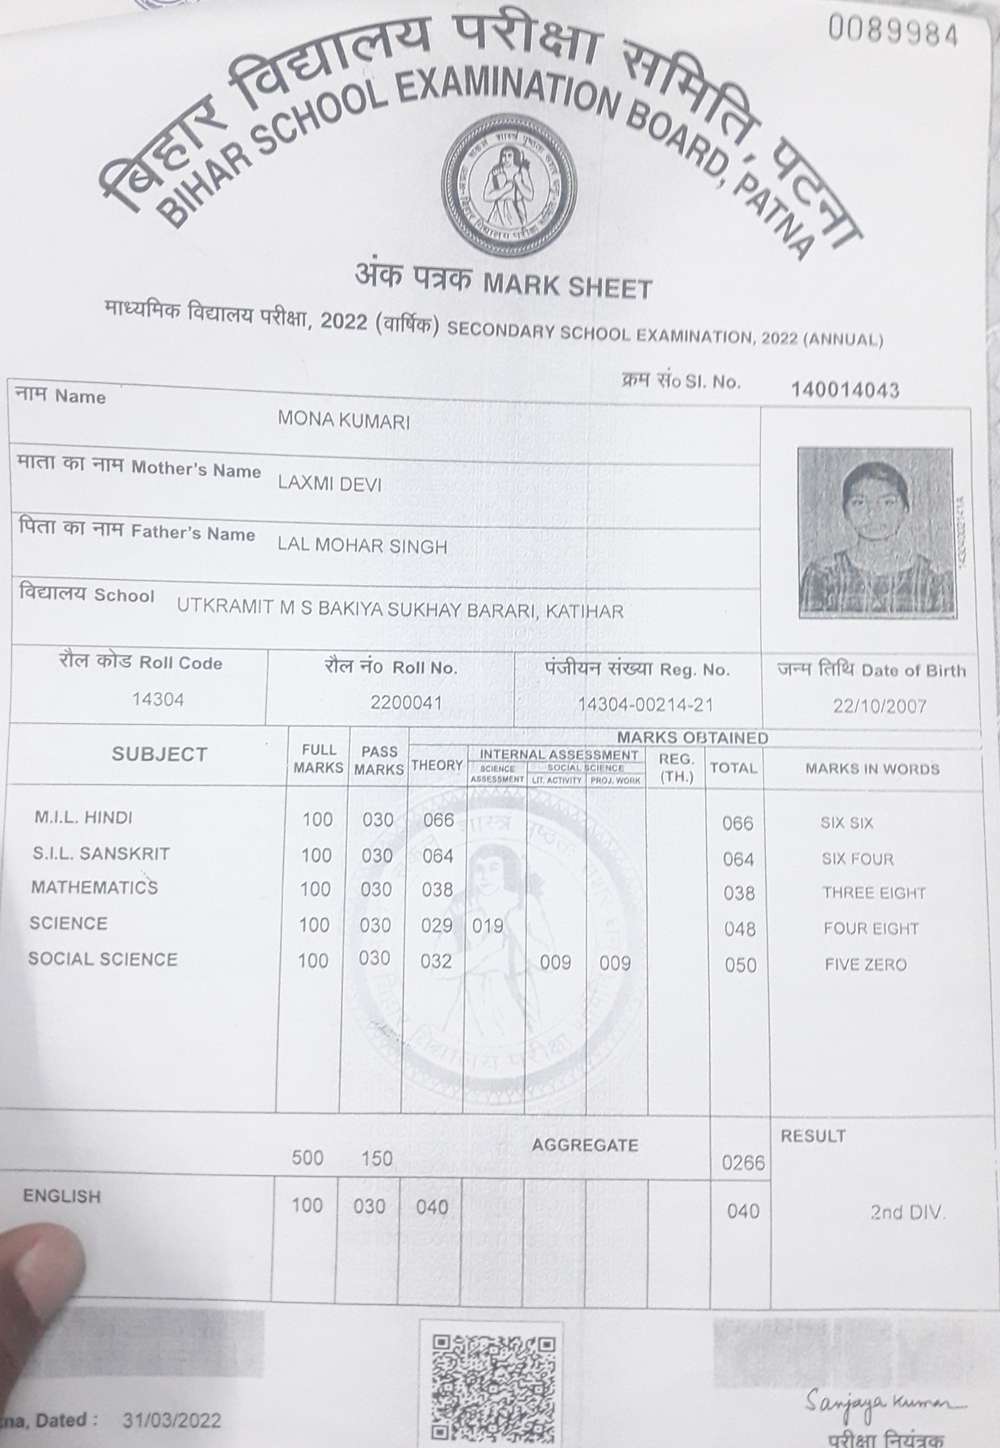 0089984
बिहार विद्यालय परीक्षा समिति, पटना
BIHAR SCHOOL EXAMINATION BOARD, PATNA
अंक पत्रक MARK SHEET
माध्यमिक विद्यालय परीक्षा, 2022 (वार्षिक) SECONDARY SCHOOL EXAMINATION, 2022 (ANNUAL)
क्रम सं० Sl. No. 140014043
नाम Name MONA KUMARI
माता का नाम Mother's Name LAXMI DEVI
पिता का नाम Father's Name LAL MOHAR SINGH
विद्यालय School UTKRAMIT M S BAKIYA SUKHAY BARARI, KATIHAR
रौल कोड Roll Code रौल नं० Roll No. पंजीयन संख्या Reg. No. जन्म तिथि Date of Birth
14304 2200041 14304-00214-21 22/10/2007
SUBJECT FULL MARKS PASS MARKS MARKS OBTAINED
THEORY INTERNAL ASSESSMENT REG. (TH.) TOTAL MARKS IN WORDS
SCIENCE ASSESSMENT SOCIAL SCIENCE
LIT. ACTIVITY PROJ. WORK
M.I.L. HINDI 100 030 066 066 SIX SIX
S.I.L. SANSKRIT 100 030 064 064 SIX FOUR
MATHEMATICS 100 030 038 038 THREE EIGHT
SCIENCE 100 030 029 019 048 FOUR EIGHT
SOCIAL SCIENCE 100 030 032 009 009 050 FIVE ZERO
500 150 AGGREGATE 0266 RESULT
ENGLISH 100 030 040 040 2nd DIV.
Dated : 31/03/2022
Sanjaya Kumar
परीक्षा नियंत्रक